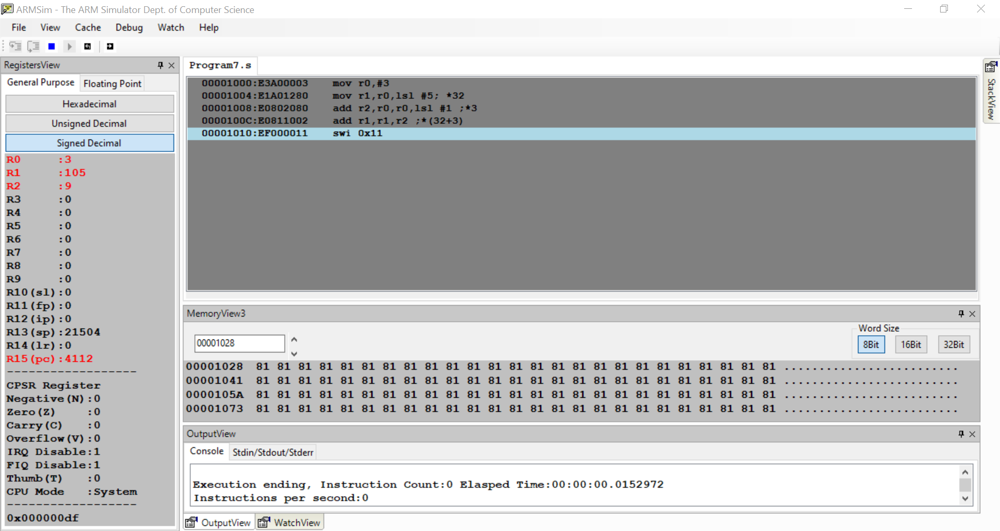 ARMSim - The ARM Simulator Dept. of Computer Science
File View Cache Debug Watch Help
RegistersView
General Purpose Floating Point
Hexadecimal
Unsigned Decimal
Signed Decimal
R0 :3
R1 :105
R2 :9
R3 :0
R4 :0
R5 :0
R6 :0
R7 :0
R8 :0
R9 :0
R10(sl):0
R11(fp):0
R12(ip):0
R13(sp):21504
R14(lr):0
R15(pc):4112
-------------------
CPSR Register
Negative(N):0
Zero(Z) :0
Carry(C) :0
Overflow(V):0
IRQ Disable:1
FIQ Disable:1
Thumb(T) :0
CPU Mode :System
-------------------
0x000000df
Program7.s
00001000:E3A00003 mov r0,#3
00001004:E1A01280 mov r1,r0,lsl #5; *32
00001008:E0802080 add r2,r0,r0,lsl #1 ;*3
0000100C:E0811002 add r1,r1,r2 ;*(32+3)
00001010:EF000011 swi 0x11
StackView
MemoryView3
00001028
Word Size
8Bit 16Bit 32Bit
00001028 81 81 81 81 81 81 81 81 81 81 81 81 81 81 81 81 81 81 81 81 81 81 81 81 81 .........................
00001041 81 81 81 81 81 81 81 81 81 81 81 81 81 81 81 81 81 81 81 81 81 81 81 81 81 .........................
0000105A 81 81 81 81 81 81 81 81 81 81 81 81 81 81 81 81 81 81 81 81 81 81 81 81 81 .........................
00001073 81 81 81 81 81 81 81 81 81 81 81 81 81 81 81 81 81 81 81 81 81 81 81 81 81 .........................
OutputView
Console Stdin/Stdout/Stderr
Execution ending, Instruction Count:0 Elasped Time:00:00:00.0152972
Instructions per second:0
OutputView WatchView